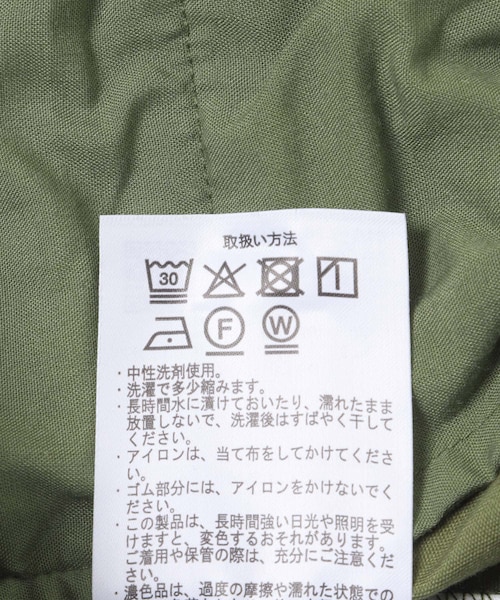 取扱い方法
30
F W
・中性洗剤使用。
・洗濯で多少縮みます。
・長時間水に漬けておいたり、濡れたまま
放置しないで、洗濯後はすばやく干して
ください。
・アイロンは、当て布をしてかけてくださ
い。
・ゴム部分には、アイロンをかけないでく
ださい。
・この製品は、長時間強い日光や照明を受
けますと、変色するおそれがあります。
ご着用や保管の際は、充分にご注意くだ
さい。
・濃色品は、過度の摩擦や濡れた状態での